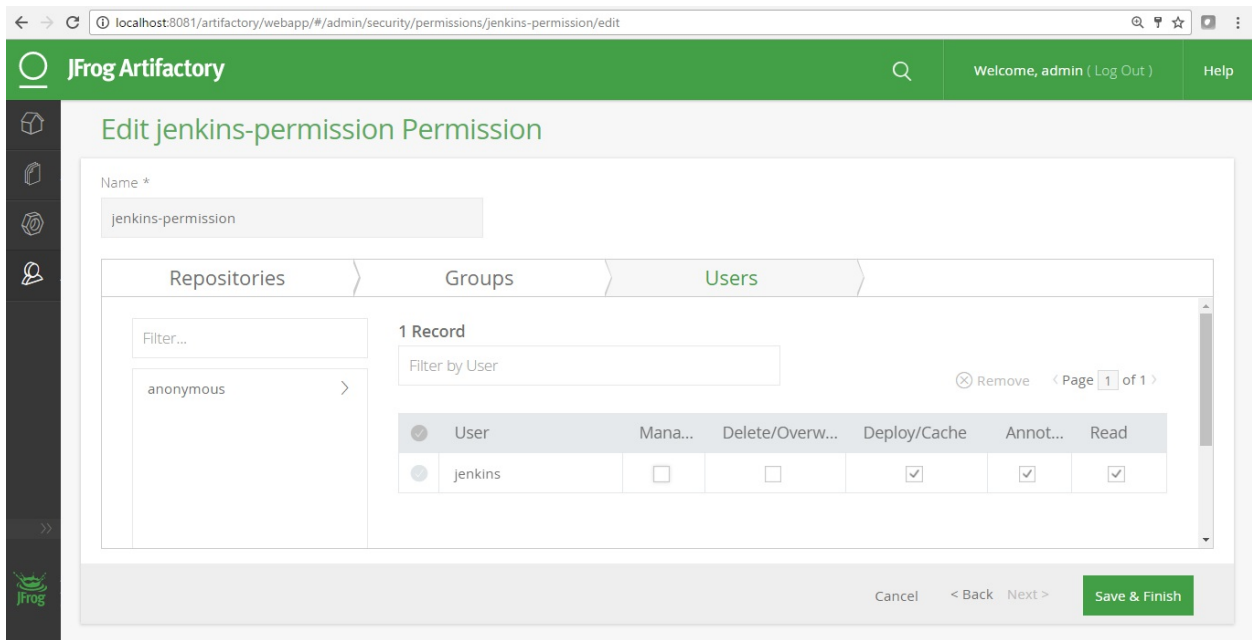 localhost:8081/artifactory/webapp/#/admin/security/permissions/jenkins-permission/edit
JFrog Artifactory
Welcome, admin ( Log Out )
Help
Edit jenkins-permission Permission
Name *
jenkins-permission
Repositories
Groups
Users
Filter...
anonymous
1 Record
Filter by User
Remove
Page 1 of 1
User Mana... Delete/Overw... Deploy/Cache Annot... Read
jenkins
Cancel
< Back
Next >
Save & Finish
JFrog